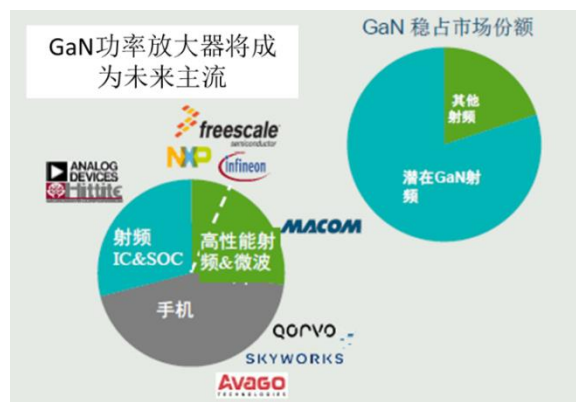 GaN功率放大器将成
为未来主流
GaN 稳占市场份额
其他
射频
潜在GaN射
频
freescale
semiconductor
NXP
infineon
ANALOG
DEVICES
Hittite
MACOM
射频
IC&SOC
高性能射
频&微波
手机
QORVO
SKYWORKS
AVAGO
TECHNOLOGIES